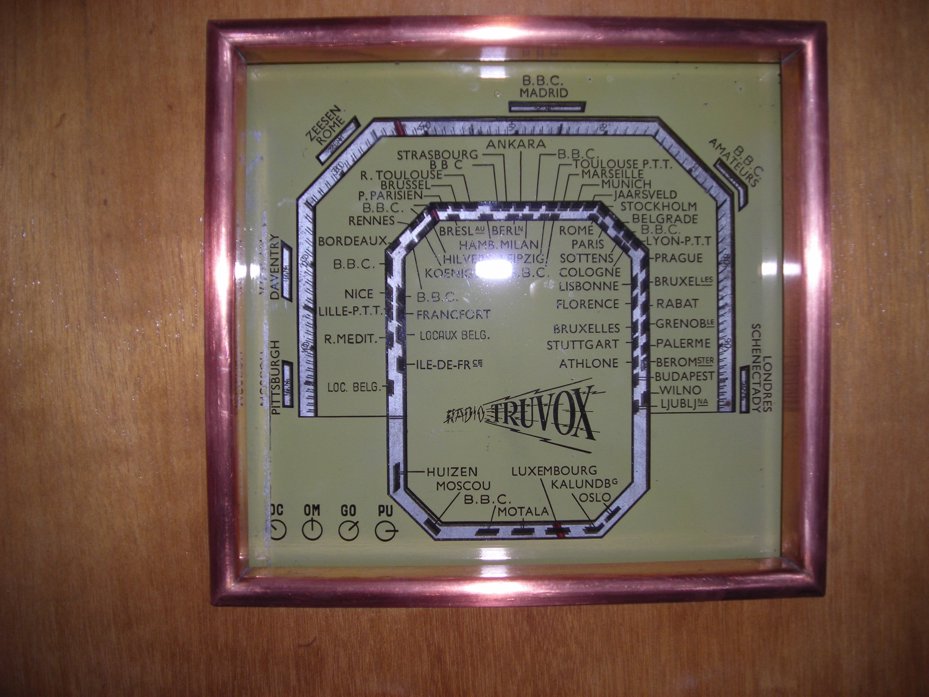 B.B.C.
MADRID
ZEESEN
ROME
B.B.C.
AMATEURS
DAVENTRY
PITTSBURGH
LONDRES
SCHENECTADY
ANKARA
STRASBOURG
B B C
R. TOULOUSE
BRUSSEL
P. PARISIEN
B.B.C.
RENNES
BORDEAUX
B.B.C.
NICE
LILLE-P.T.T.
R.MEDIT.
LOC. BELG.
B.B.C.
TOULOUSE P.T.T.
MARSEILLE
MUNICH
JAARSVELD
STOCKHOLM
BELGRADE
B.B.C.
LYON-P.T.T
PRAGUE
BRUXELLES
RABAT
GRENOBLE
PALERME
BEROMSTER
BUDAPEST
WILNO
LJUBLJNA
BRESLAU BERLN
HAMB. MILAN
B.B.C.
FRANCFORT
LOCAUX BELG.
ILE-DE-FRCE
ROME
PARIS
SOTTENS
COLOGNE
LISBONNE
FLORENCE
BRUXELLES
STUTTGART
ATHLONE
RADIO TRUVOX
HUIZEN
MOSCOU
B.B.C.
MOTALA
LUXEMBOURG
KALUNDBG
OSLO
OM GO PU